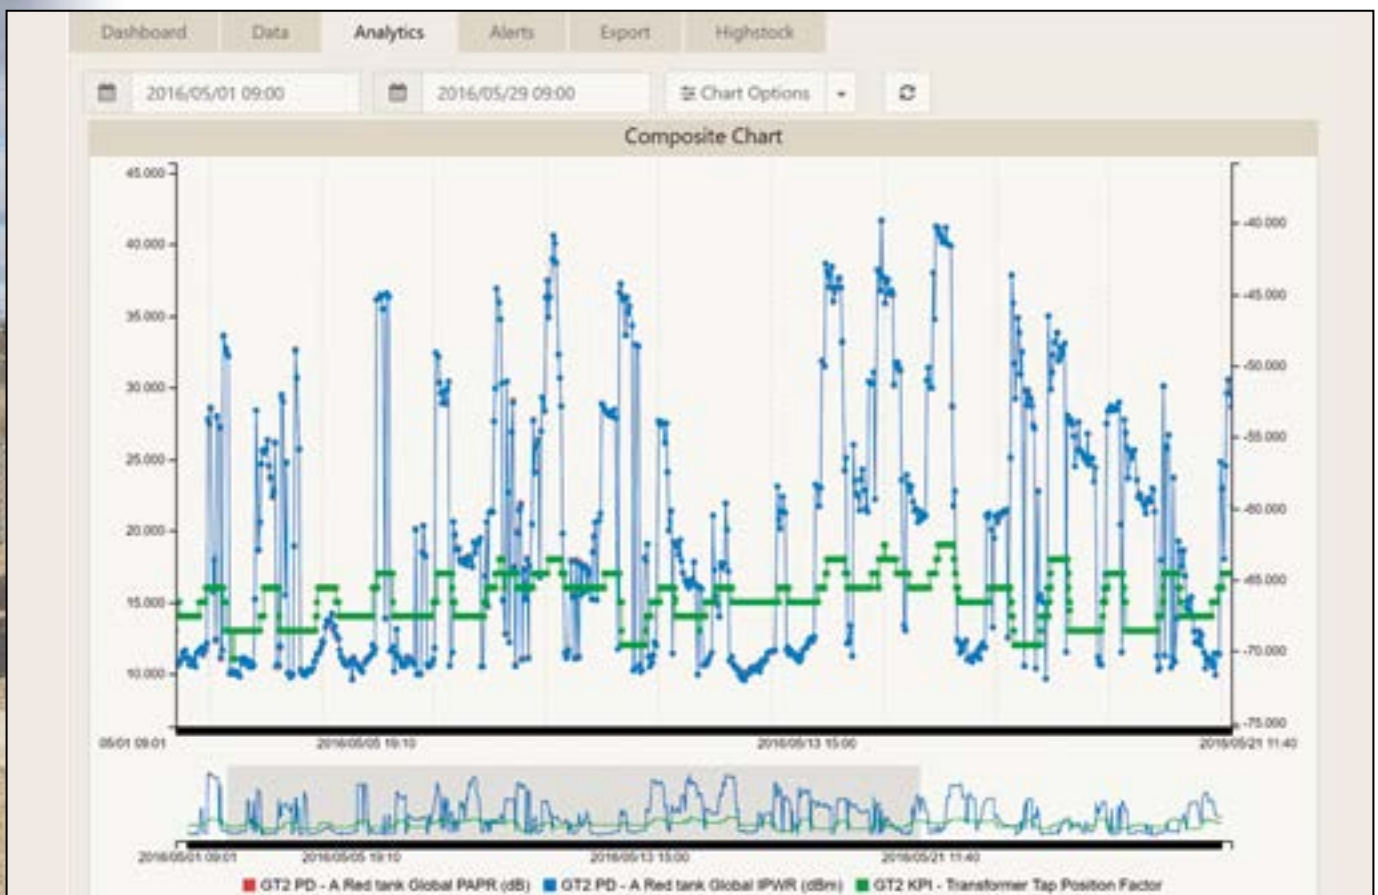 Dashboard Data Analytics Alerts Export Highstock
2016/05/01 09:00 2016/05/29 09:00 Chart Options
Composite Chart
45.000
-40.000
40.000
-45.000
35.000
-50.000
30.000
-55.000
25.000
-60.000
20.000
-65.000
15.000
-70.000
10.000
-75.000
05/01 09:01 2016/05/05 19:10 2016/05/13 15:00 2016/05/21 11:40
2016/05/01 09:01 2016/05/05 19:10 2016/05/13 15:00 2016/05/21 11:40
GT2 PD - A Red tank Global PAPR (dB) GT2 PD - A Red tank Global IPWR (dBm) GT2 KPI - Transformer Tap Position Factor